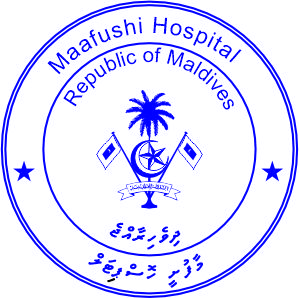 Maafushi Hospital
Republic of Maldives
ދިވެހިރާއްޖެ
މާފުށީ ހޮސްޕިޓަލް